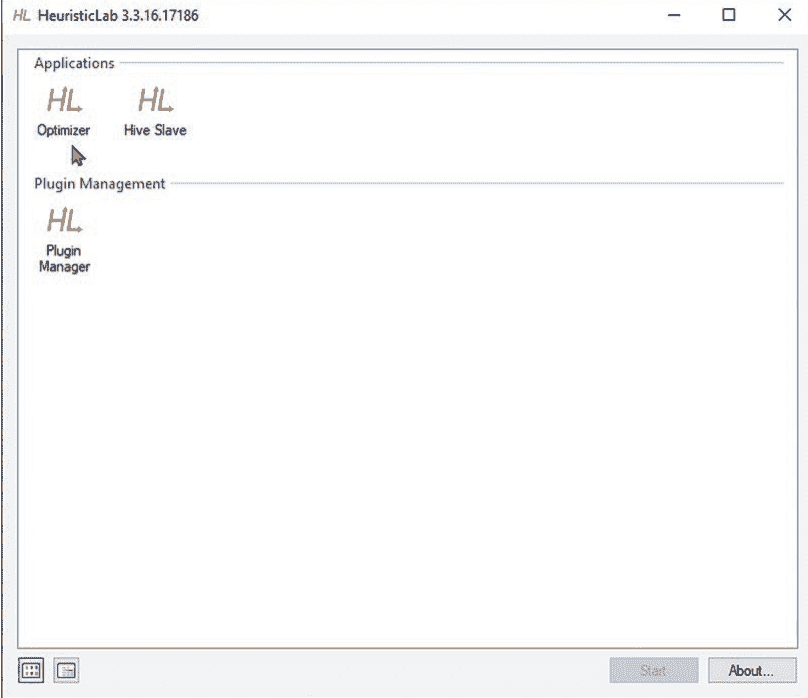 HL HeuristicLab 3.3.16.17186
Applications
HL HL
Optimizer Hive Slave
Plugin Management
HL
Plugin
Manager
Start About...